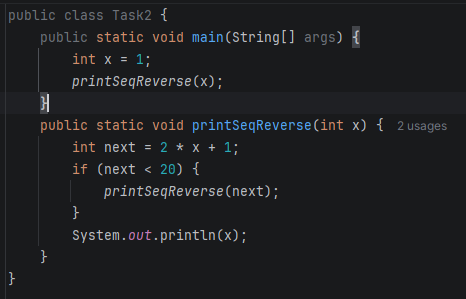 public class Task2 {
    public static void main(String[] args) {
        int x = 1;
        printSeqReverse(x);
    }
    public static void printSeqReverse(int x) { 2 usages
        int next = 2 * x + 1;
        if (next < 20) {
            printSeqReverse(next);
        }
        System.out.println(x);
    }
}